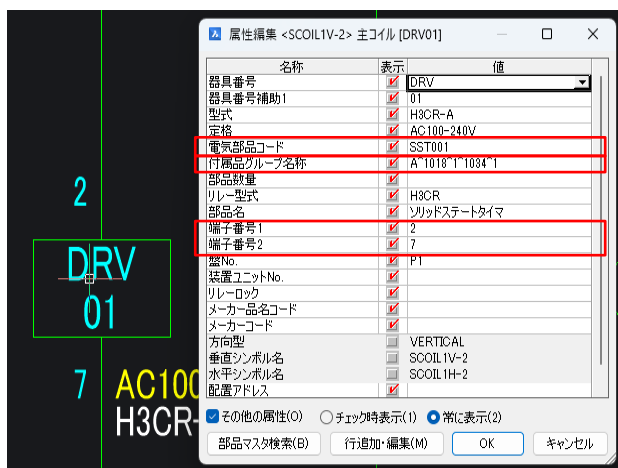 属性編集 <SCOIL1V-2> 主コイル [DRV01]
名称 表示 値
器具番号 DRV
器具番号補助1 01
型式 H3CR-A
定格 AC100-240V
電気部品コード SST001
付属品グループ名称 A^1018^1^1034^1
部品数量
リレー型式 H3CR
部品名 ソリッドステートタイマ
端子番号1 2
端子番号2 7
盤No. P1
装置ユニットNo.
リレーロック
メーカー品名コード
メーカーコード
方向型 VERTICAL
垂直シンボル名 SCOIL1V-2
水平シンボル名 SCOIL1H-2
配置アドレス
その他の属性(O) チェック時表示(1) 常に表示(2)
部品マスタ検索(B) 行追加・編集(M) OK キャンセル
2
DRV
01
7 AC100
H3CR-